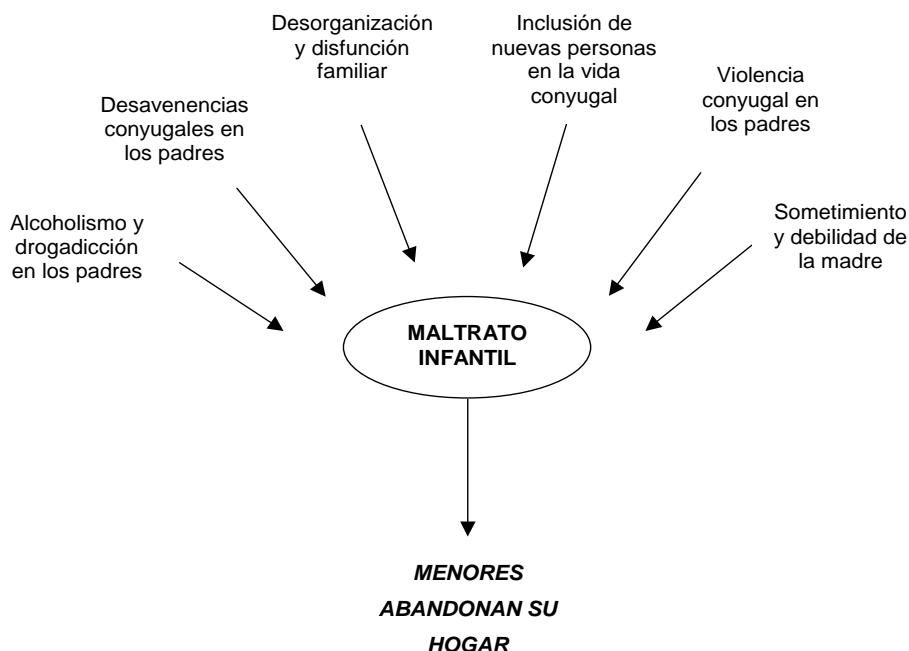 Desorganización
y disfunción
familiar
Inclusión de
nuevas personas
en la vida
conyugal
Violencia
conyugal en
los padres
Desavenencias
conyugales en
los padres
Alcoholismo y
drogadicción
en los padres
Sometimiento
y debilidad de
la madre
MALTRATO
INFANTIL
MENORES
ABANDONAN SU
HOGAR